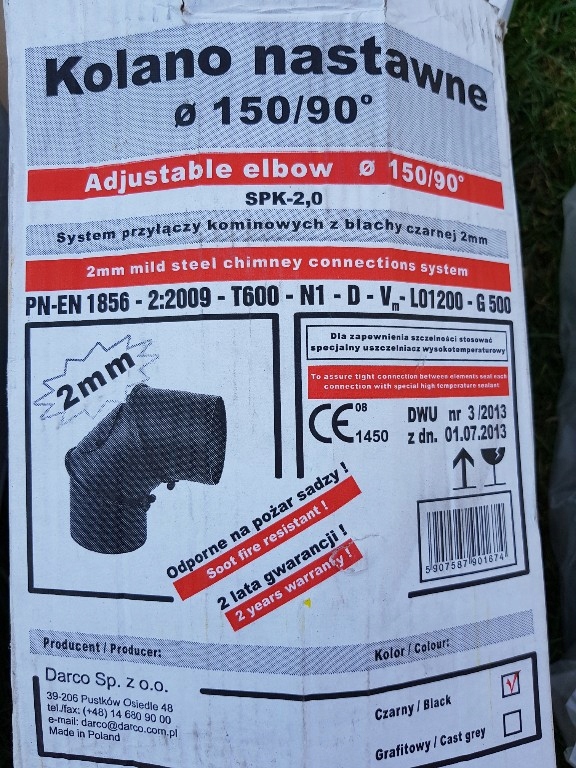 Kolano nastawne
ø 150/90°
Adjustable elbow ø 150/90°
SPK-2,0
System przyłączy kominowych z blachy czarnej 2mm
2mm mild steel chimney connections system
PN-EN 1856 - 2:2009 - T600 - N1 - D - Vm - L01200 - G 500
2mm
Dla zapewnienia szczelności stosować
specjalny uszczelniacz wysokotemperaturowy
To assure tight connection between elements seal each
connection with special high temperature sealant.
CE 08
1450
DWU nr 3/2013
z dn. 01.07.2013
Odporne na pożar sadzy !
Soot fire resistant !
2 lata gwarancji !
2 years warranty !
5907587901674
Producent / Producer:
Darco Sp. z o.o.
39-206 Pustków Osiedle 48
tel./fax: (+48) 14 680 90 00
e-mail: darco@darco.com.pl
Made in Poland
Kolor / Colour:
Czarny / Black
Grafitowy / Cast grey